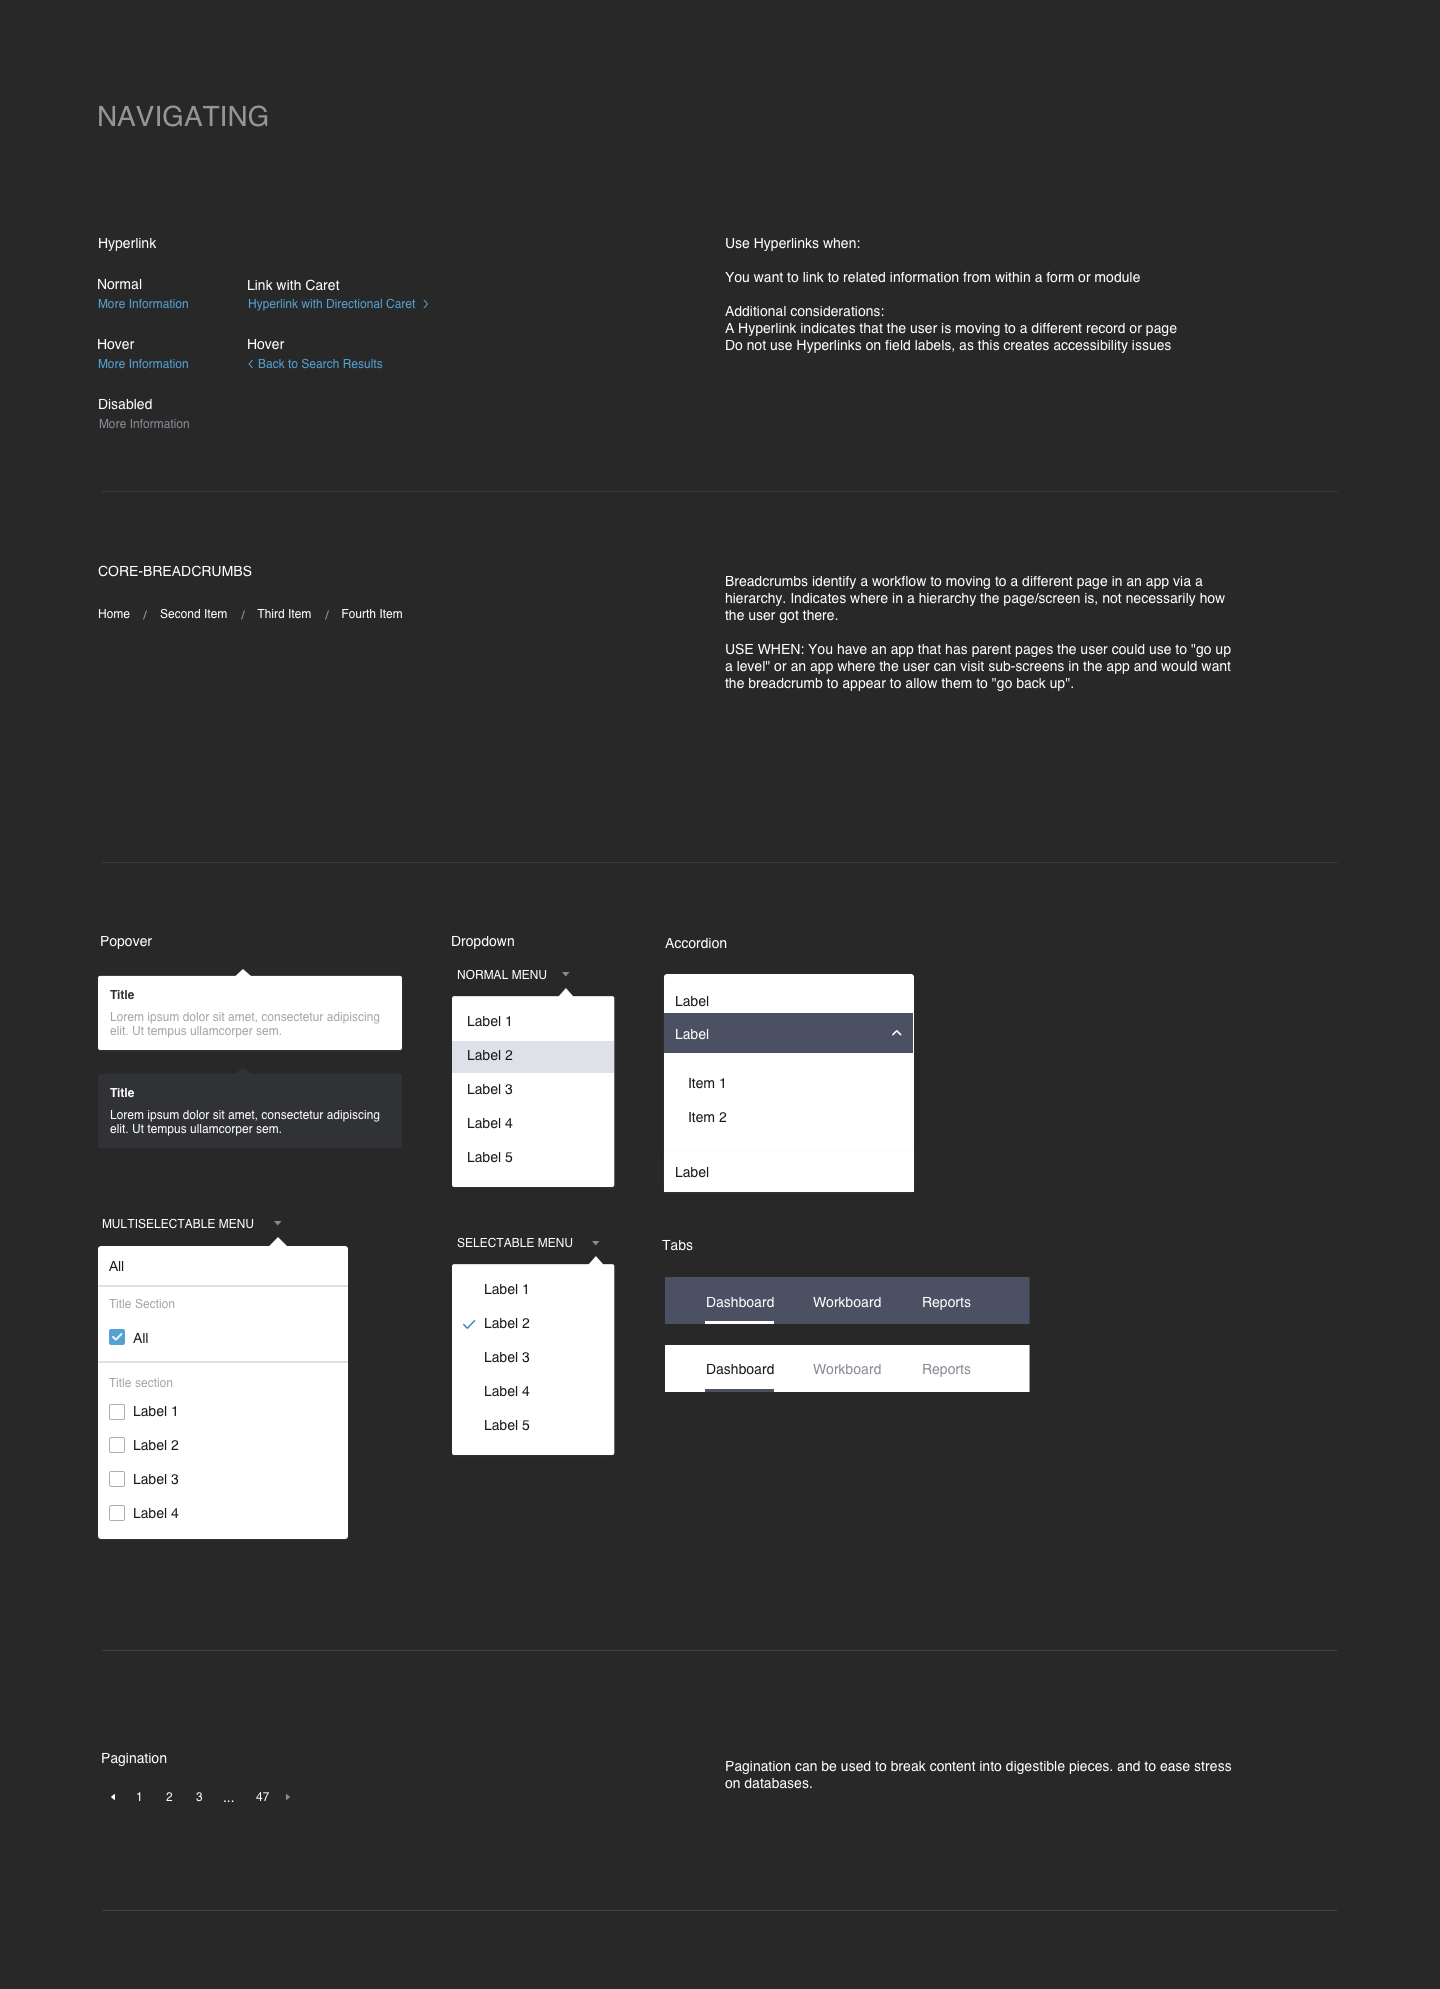 NAVIGATING
Hyperlink
Normal
More Information
Link with Caret
Hyperlink with Directional Caret >
Hover
More Information
Hover
< Back to Search Results
Disabled
More Information
Use Hyperlinks when:
You want to link to related information from within a form or module
Additional considerations:
A Hyperlink indicates that the user is moving to a different record or page
Do not use Hyperlinks on field labels, as this creates accessibility issues
CORE-BREADCRUMBS
Home / Second Item / Third Item / Fourth Item
Breadcrumbs identify a workflow to moving to a different page in an app via a
hierarchy. Indicates where in a hierarchy the page/screen is, not necessarily how
the user got there.
USE WHEN: You have an app that has parent pages the user could use to "go up
a level" or an app where the user can visit sub-screens in the app and would want
the breadcrumb to appear to allow them to "go back up".
Popover
Title
Lorem ipsum dolor sit amet, consectetur adipiscing
elit. Ut tempus ullamcorper sem.
Title
Lorem ipsum dolor sit amet, consectetur adipiscing
elit. Ut tempus ullamcorper sem.
Dropdown
NORMAL MENU
Label 1
Label 2
Label 3
Label 4
Label 5
Accordion
Label
Label
Item 1
Item 2
Label
MULTISELECTABLE MENU
All
Title Section
All
Title section
Label 1
Label 2
Label 3
Label 4
SELECTABLE MENU
Label 1
Label 2
Label 3
Label 4
Label 5
Tabs
Dashboard Workboard Reports
Dashboard Workboard Reports
Pagination
1 2 3 ... 47
Pagination can be used to break content into digestible pieces. and to ease stress
on databases.